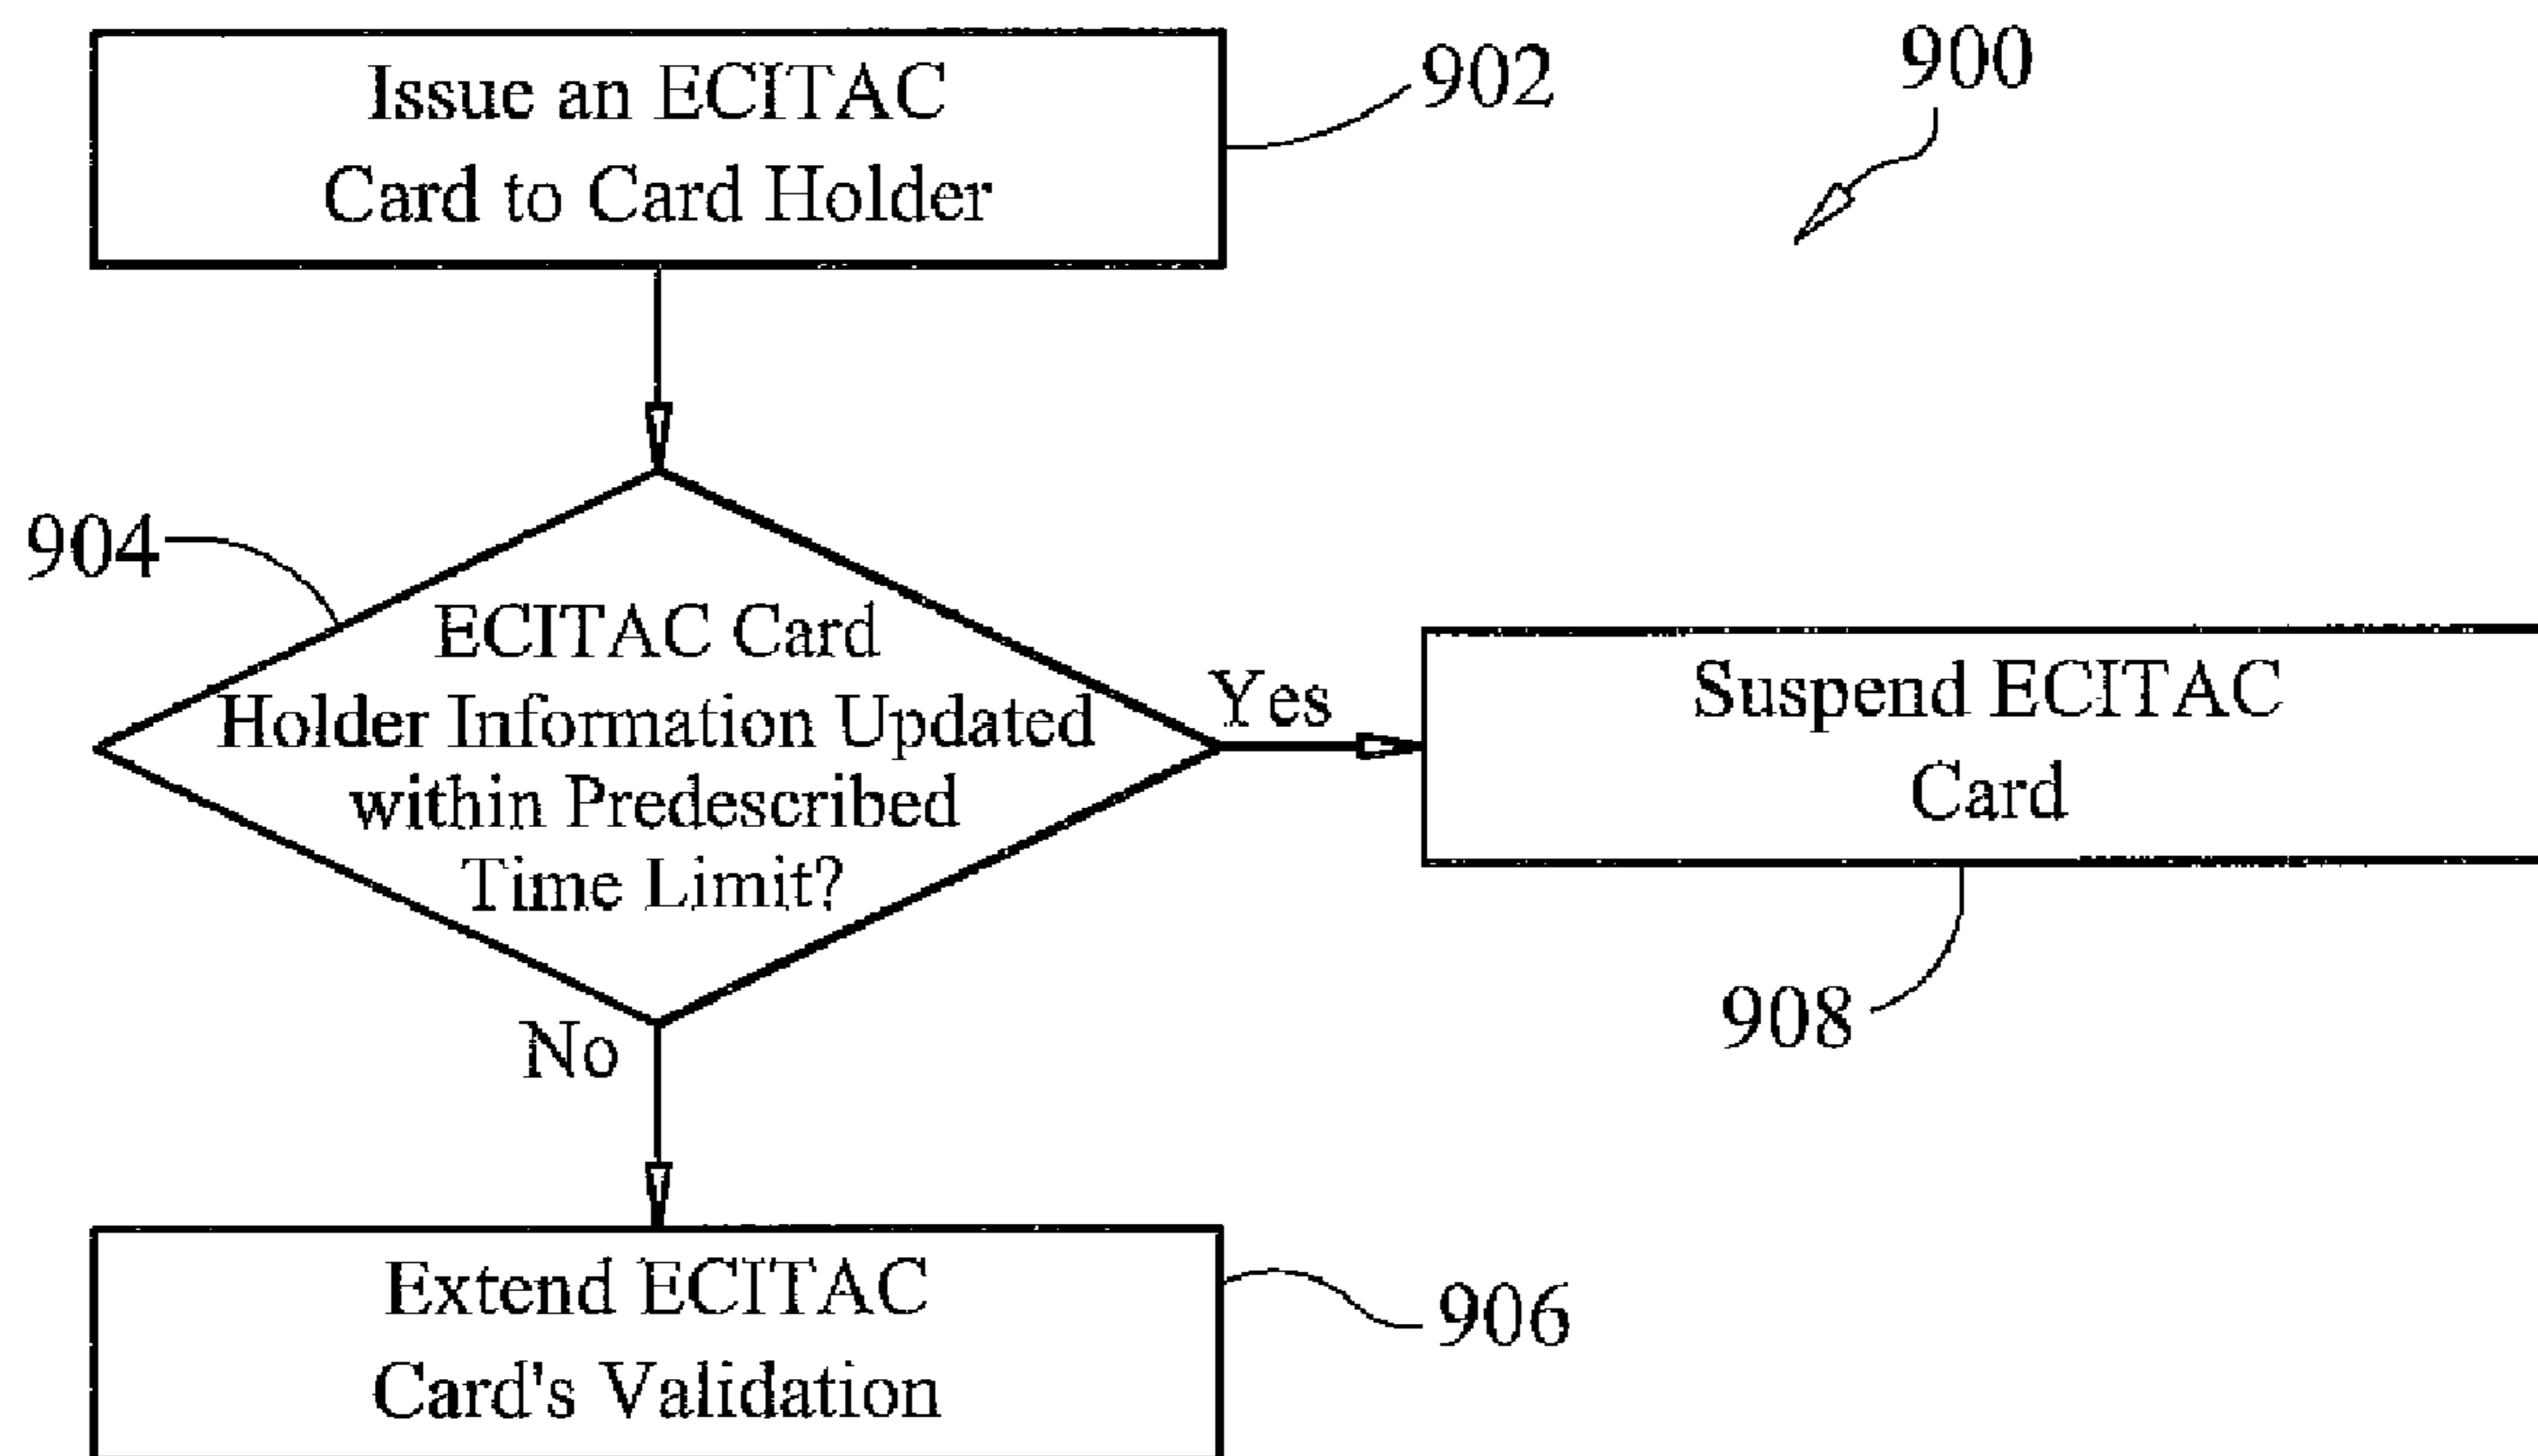 Issue an ECITAC
Card to Card Holder
902
900
904
ECITAC Card
Holder Information Updated
within Predescribed
Time Limit?
Yes
Suspend ECITAC
Card
908
No
Extend ECITAC
Card's Validation
906